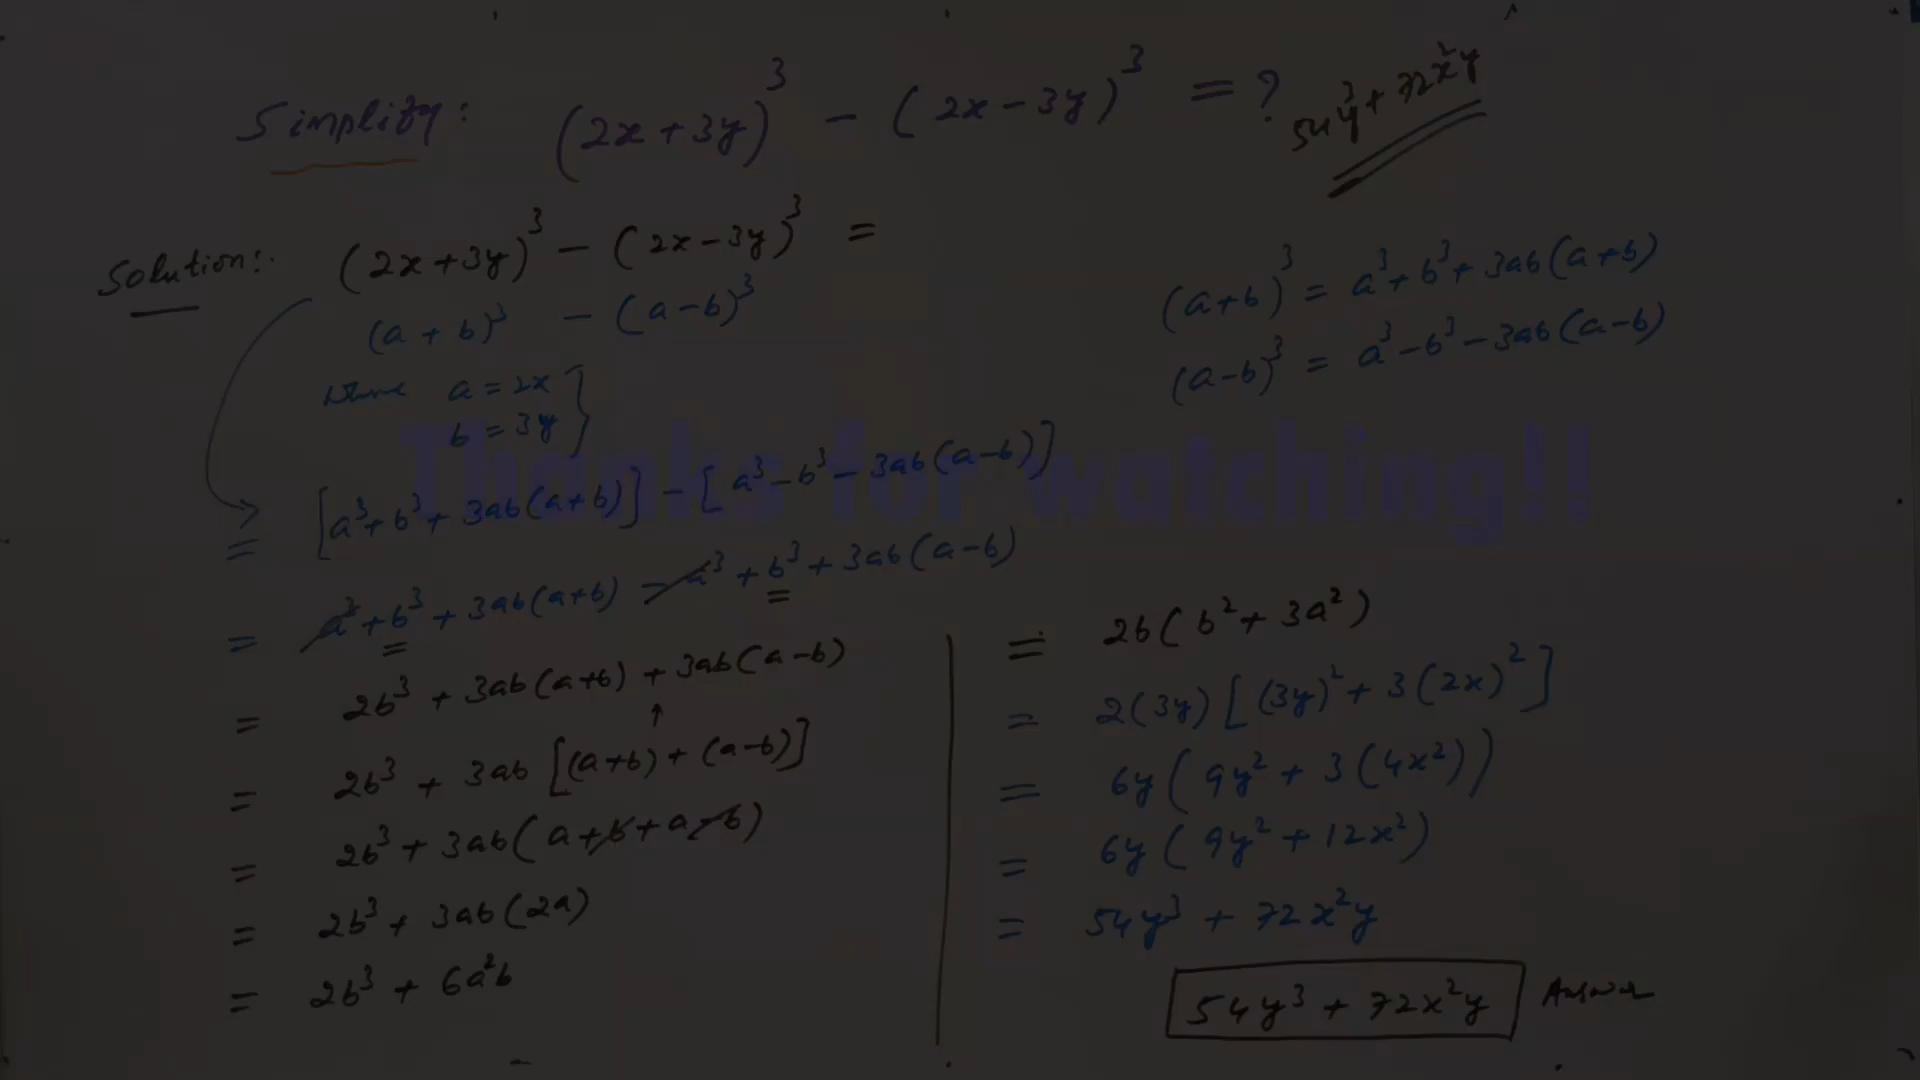 Simplify: (2x+3y)³ - (2x-3y)³ = ? 54y³+72x²y
Solution:. (2x+3y)³ - (2x-3y)³ =
(a+b)³ - (a-b)³
where a = 2x
b = 3y }
(a+b)³ = a³+b³+3ab(a+b)
(a-b)³ = a³-b³-3ab(a-b)
Thanks for watching!!
= [a³+b³+3ab(a+b)] - [a³-b³-3ab(a-b)]
= a³+b³+3ab(a+b) - a³+b³+3ab(a-b)
= 2b³ + 3ab(a+b) + 3ab(a-b)
= 2b³ + 3ab [(a+b) + (a-b)]
= 2b³ + 3ab(a+b+a-b)
= 2b³ + 3ab(2a)
= 2b³ + 6a²b
= 2b(b²+3a²)
= 2(3y)[(3y)²+3(2x)²]
= 6y(9y²+3(4x²))
= 6y(9y²+12x²)
= 54y³ + 72x²y
54y³ + 72x²y Answer